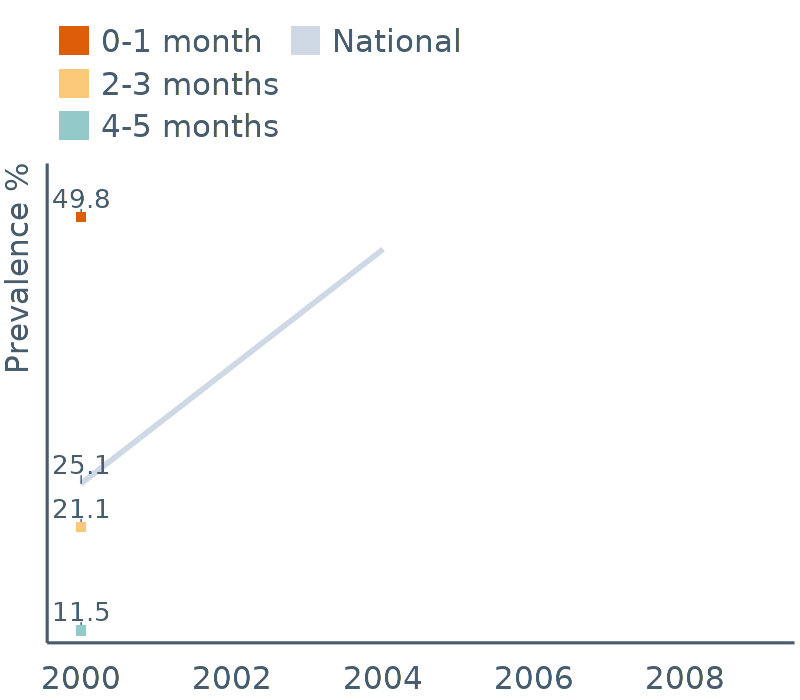 0-1 month
National
2-3 months
4-5 months
Prevalence %
49.8
25.1
21.1
11.5
2000 2002 2004 2006 2008